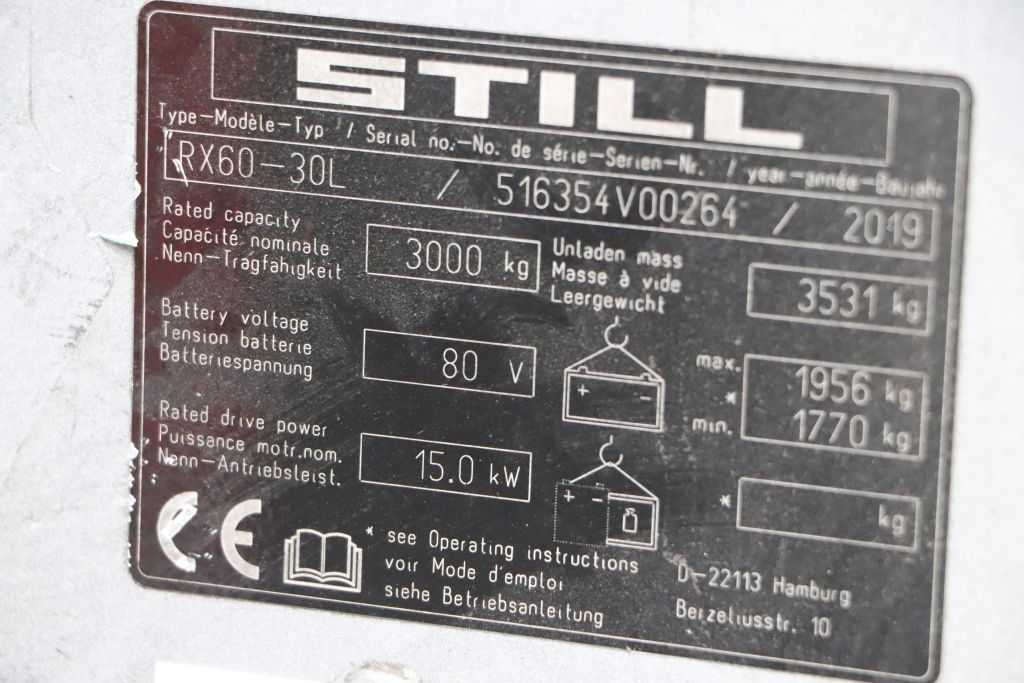 STILL
Type-Modèle-Typ / Serial no.-No. de série-Serien-Nr. / year-année-Baujahr
RX60-30L / 516354V00264 / 2019
Rated capacity
Capacité nominale
Nenn-Tragfähigkeit
3000 kg
Unladen mass
Masse à vide
Leergewicht
3531 kg
Battery voltage
Tension batterie
Batteriespannung
80 V
+ -
max. 1956 kg
*
min. 1770 kg
Rated drive power
Puissance motr.nom.
Nenn-Antriebsleist.
15.0 kW
+ -
* kg
CE
* see Operating instructions
voir Mode d'emploi
siehe Betriebsanleitung
D-22113 Hamburg
Berzeliusstr. 10